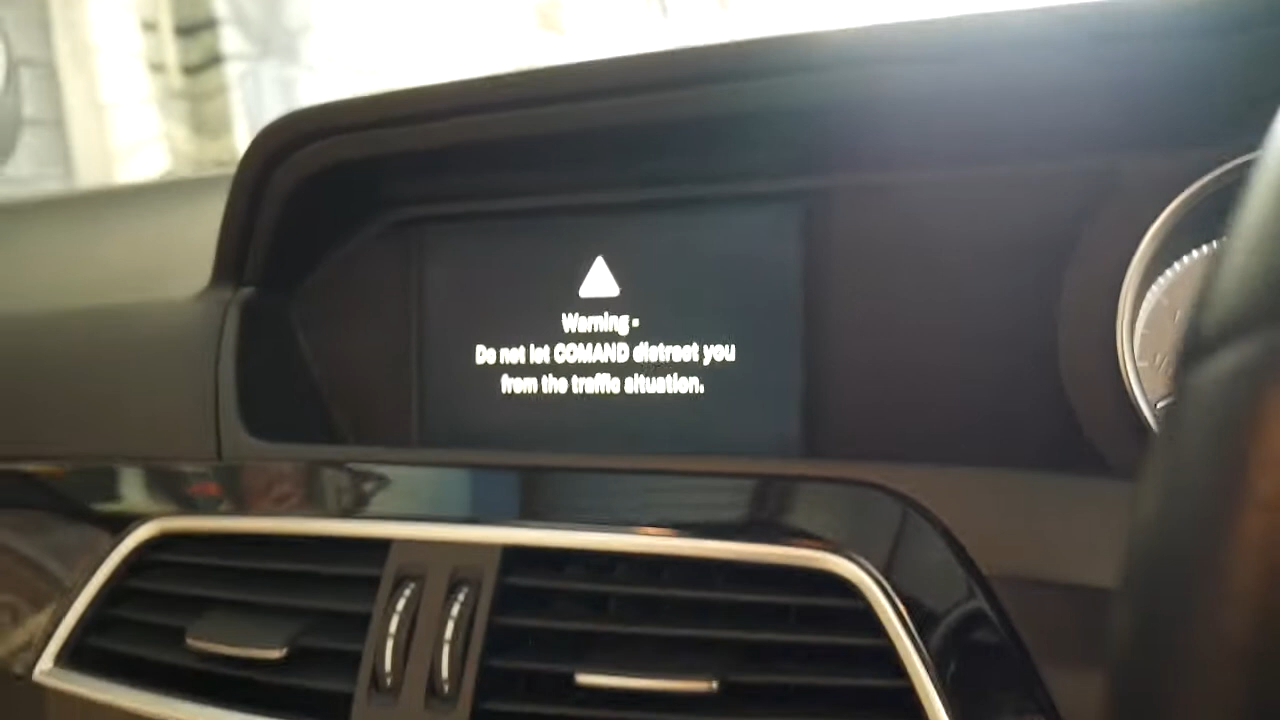 Warning -
Do not let COMAND distract you
from the traffic situation.